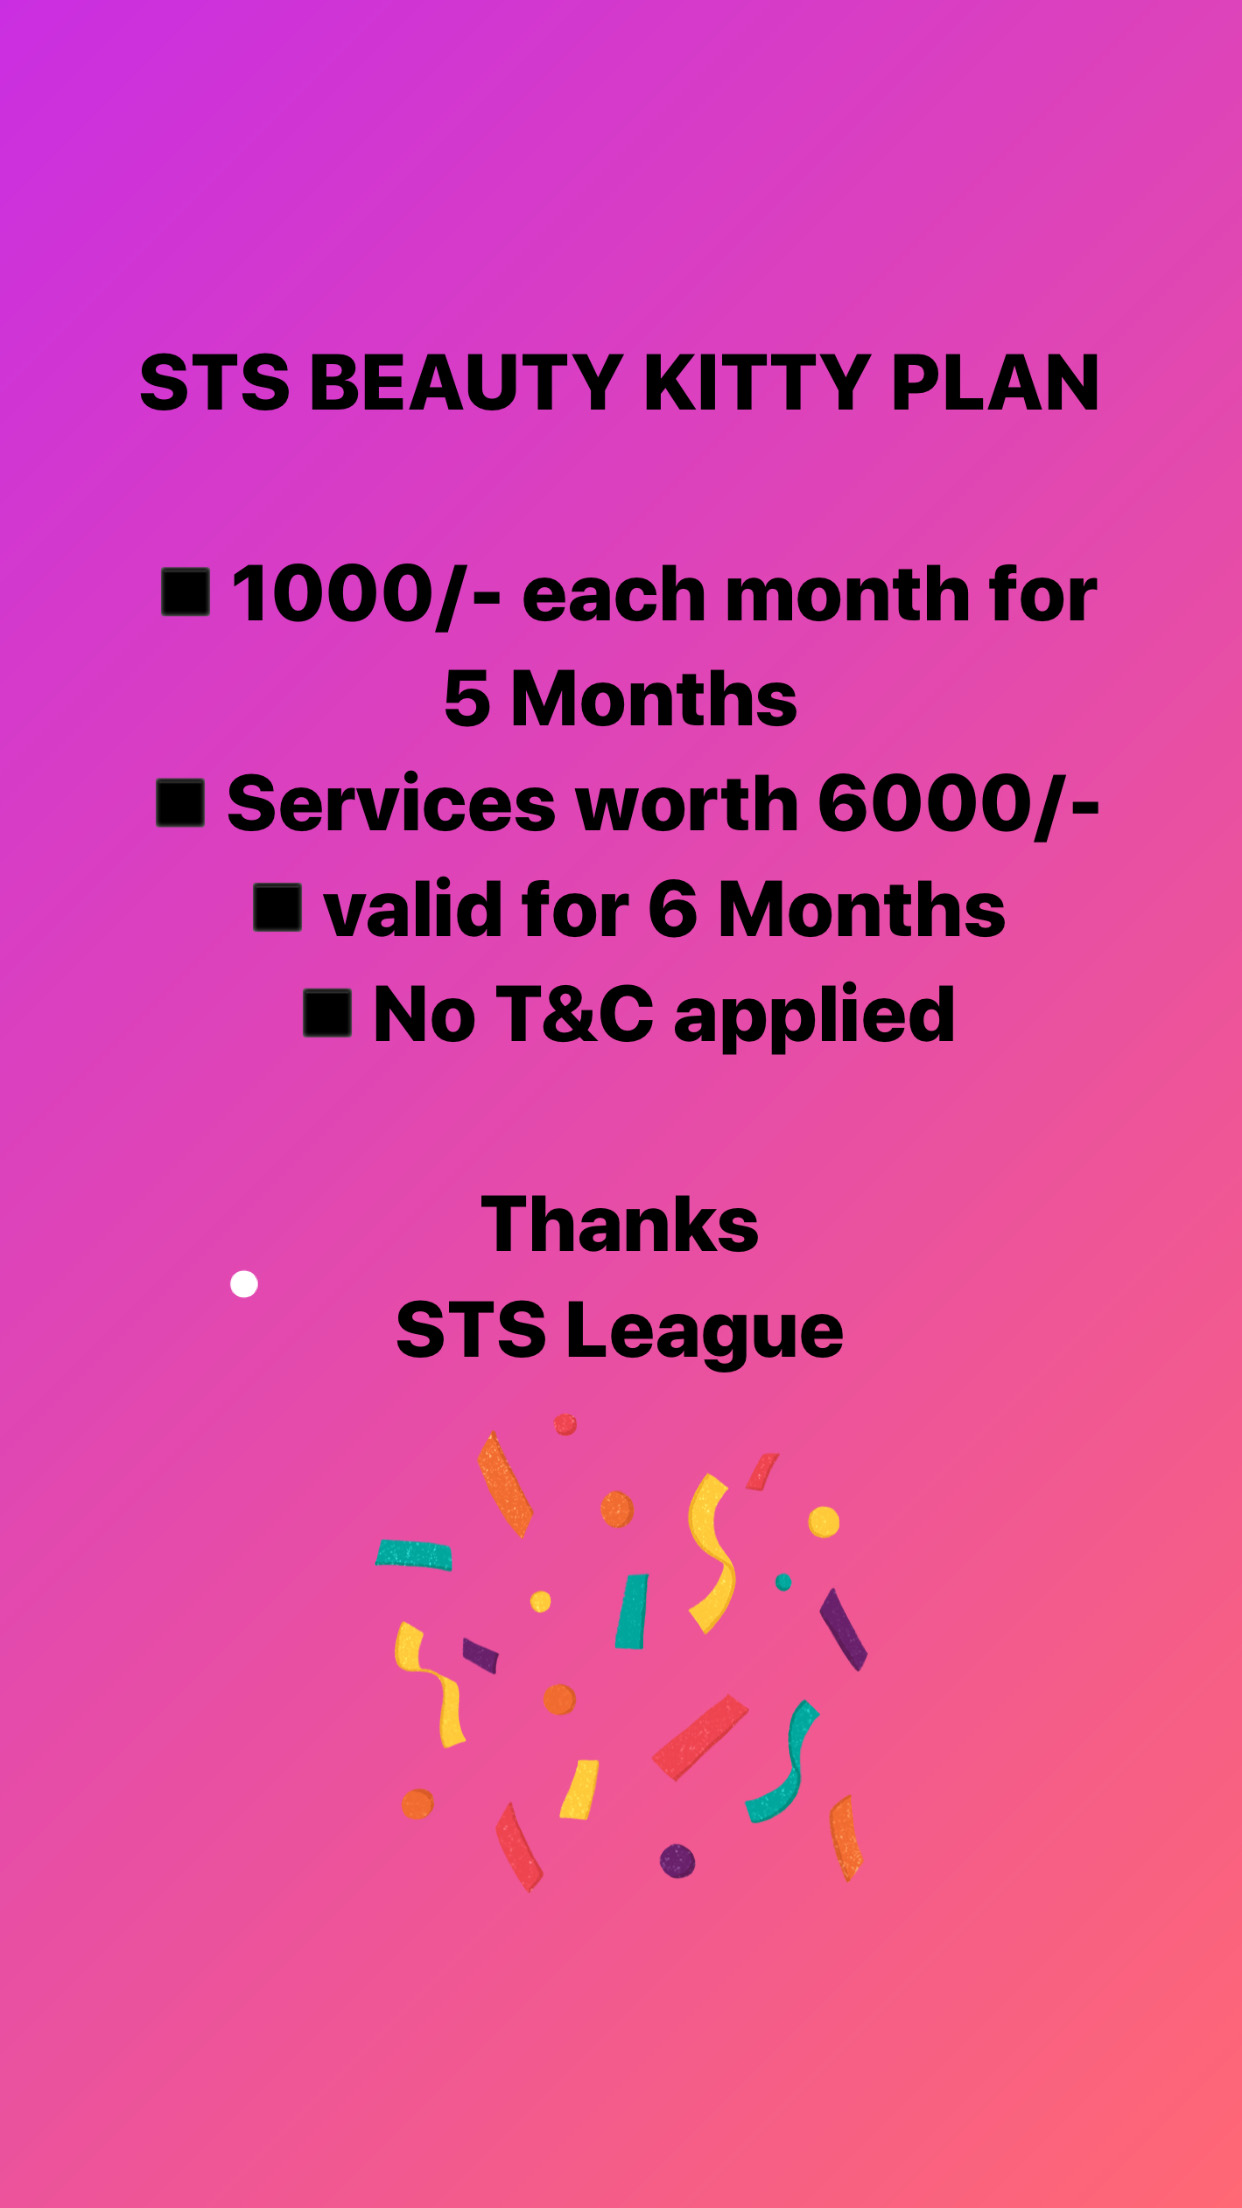 STS BEAUTY KITTY PLAN
◼️ 1000/- each month for
5 Months
◼️ Services worth 6000/-
◼️ valid for 6 Months
◼️ No T&C applied
Thanks
STS League